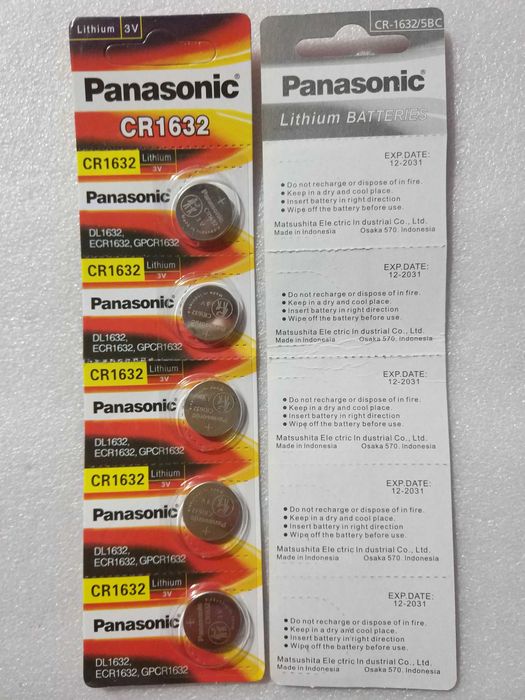 Lithium 3V
Panasonic®
CR1632
CR1632 Lithium 3V
Panasonic
DL1632,
ECR1632, GPCR1632
CR1632 Lithium 3V
Panasonic
DL1632,
ECR1632, GPCR1632
CR1632 Lithium 3V
Panasonic
DL1632,
ECR1632, GPCR1632
CR1632 Lithium 3V
Panasonic
DL1632,
ECR1632, GPCR1632
CR1632 Lithium 3V
Panasonic
DL1632,
ECR1632, GPCR1632
CR-1632/5BC
Panasonic®
Lithium BATTERIES
EXP.DATE:
12-2031
● Do not recharge or dispose of in fire.
● Keep in a dry and cool place.
● Insert battery in right direction
● Wipe off the battery before use.
Matsushita Ele ctric In dustrial Co., Ltd.
Made in Indonesia Osaka 570. Indonesia
EXP.DATE:
12-2031
● Do not recharge or dispose of in fire.
● Keep in a dry and cool place.
● Insert battery in right direction
● Wipe off the battery before use.
Matsushita Ele ctric In dustrial Co., Ltd.
Made in Indonesia Osaka 570. Indonesia
EXP.DATE:
12-2031
● Do not recharge or dispose of in fire.
● Keep in a dry and cool place.
● Insert battery in right direction
● Wipe off the battery before use.
Matsushita Ele ctric In dustrial Co., Ltd.
Made in Indonesia Osaka 570. Indonesia
EXP.DATE:
12-2031
● Do not recharge or dispose of in fire.
● Keep in a dry and cool place.
● Insert battery in right direction
● Wipe off the battery before use.
Matsushita Ele ctric In dustrial Co., Ltd.
Made in Indonesia Osaka 570. Indonesia
EXP.DATE:
12-2031
● Do not recharge or dispose of in fire.
● Keep in a dry and cool place.
● Insert battery in right direction
● Wipe off the battery before use.
Matsushita Ele ctric In dustrial Co., Ltd.
Made in Indonesia Osaka 570. Indonesia